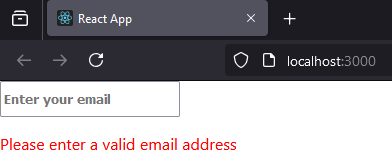 React App
localhost:3000
Enter your email
Please enter a valid email address